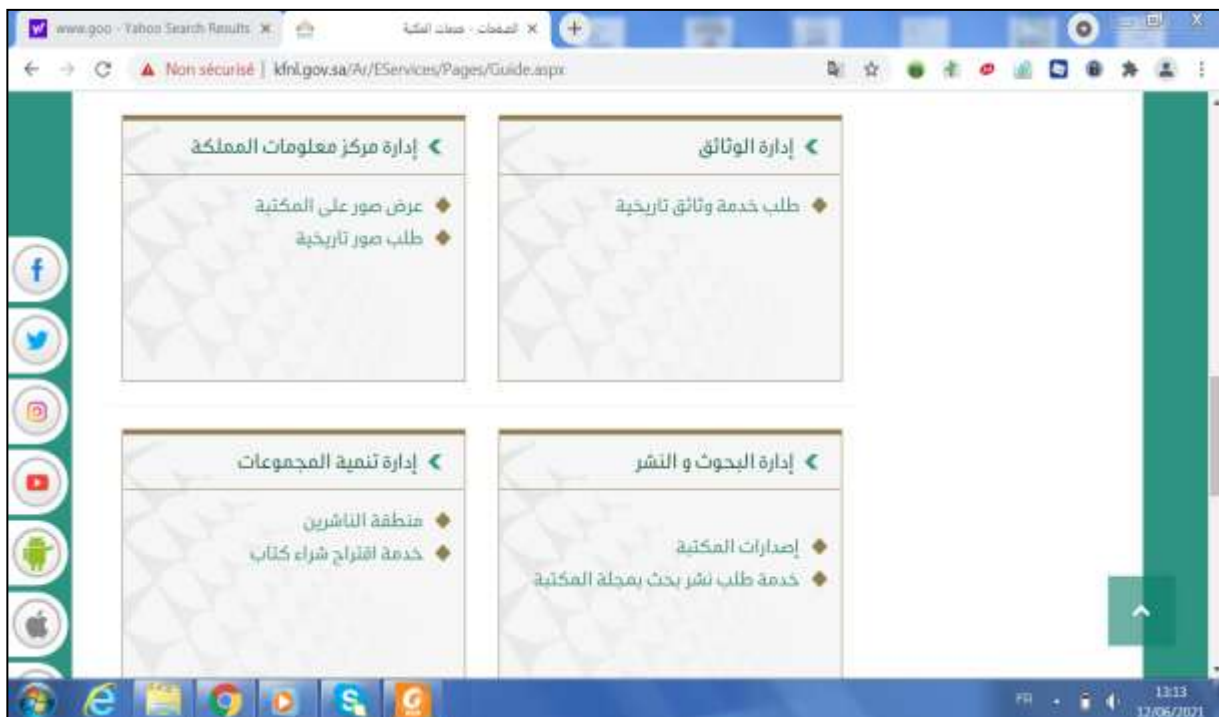 www.goo - Yahoo Search Results
الصفحات - خدمات المكتبة
Non sécurisé | kfnl.gov.sa/Ar/EServices/Pages/Guide.aspx
إدارة الوثائق
طلب خدمة وثائق تاريخية
إدارة مركز معلومات المملكة
عرض صور على المكتبة
طلب صور تاريخية
إدارة البحوث و النشر
إصدارات المكتبة
خدمة طلب نشر بحث بمجلة المكتبة
إدارة تنمية المجموعات
منطقة الناشرين
خدمة اقتراح شراء كتاب
FR
13:13
12/06/2021